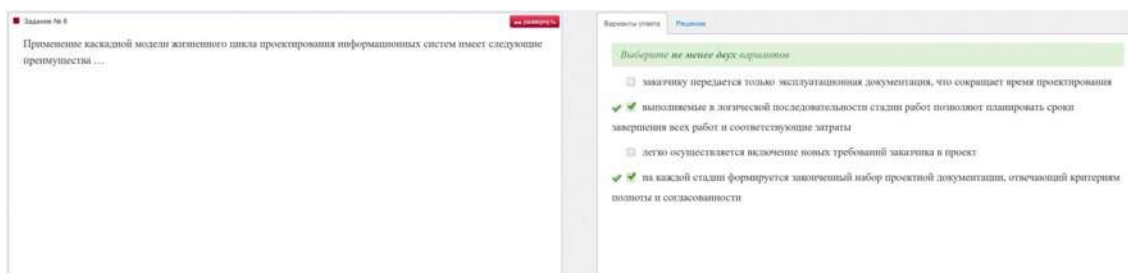 Задание № 6
развернуть
Применение каскадной модели жизненного цикла проектирования информационных систем имеет следующие
преимущества …
Варианты ответа
Решение
Выберите не менее двух вариантов
заказчику передается только эксплуатационная документация, что сокращает время проектирования
выполняемые в логической последовательности стадии работ позволяют планировать сроки
завершения всех работ и соответствующие затраты
легко осуществляется включение новых требований заказчика в проект
на каждой стадии формируется законченный набор проектной документации, отвечающий критериям
полноты и согласованности